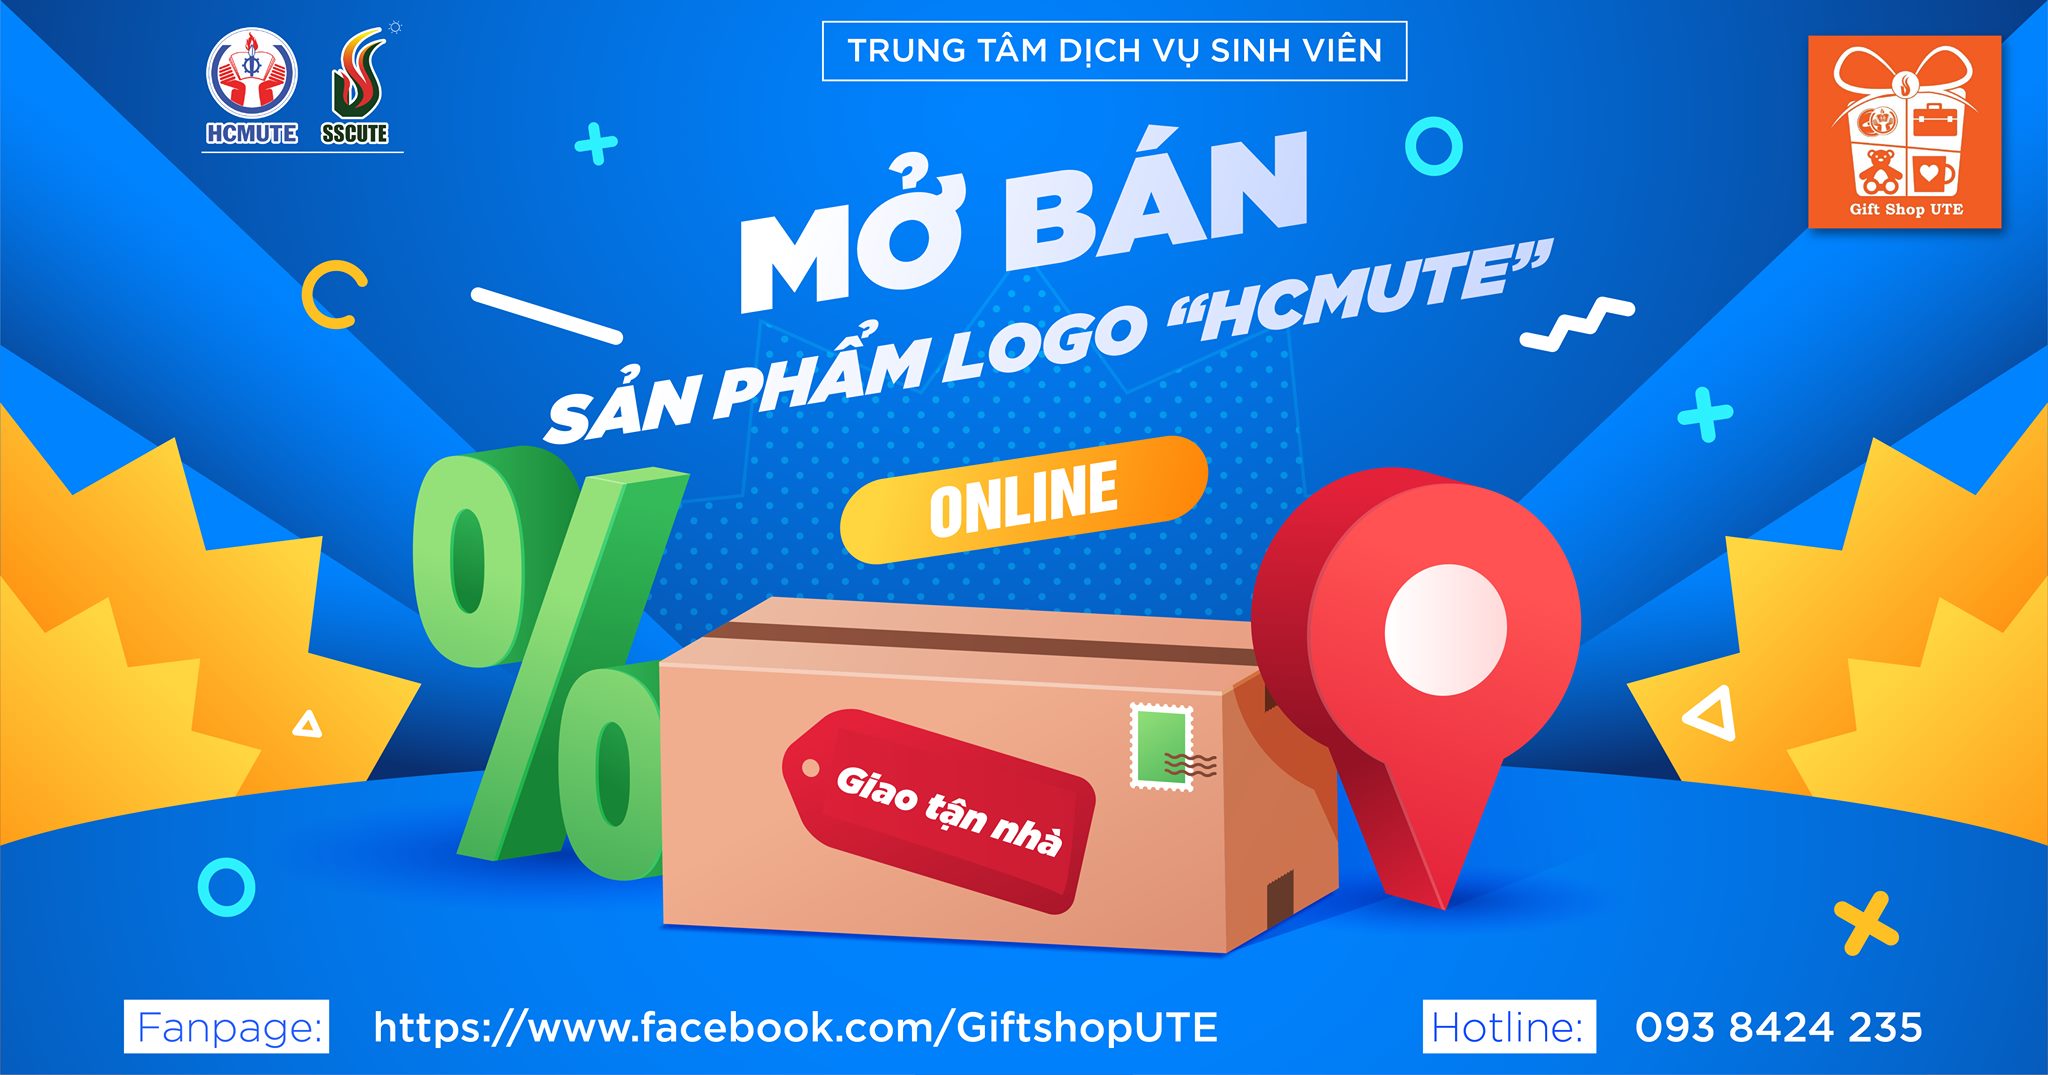 HCMUTE
SSCUTE
TRUNG TÂM DỊCH VỤ SINH VIÊN
Gift Shop UTE
MỞ BÁN
SẢN PHẨM LOGO “HCMUTE”
ONLINE
Giao tận nhà
Fanpage: https://www.facebook.com/GiftshopUTE
Hotline: 093 8424 235